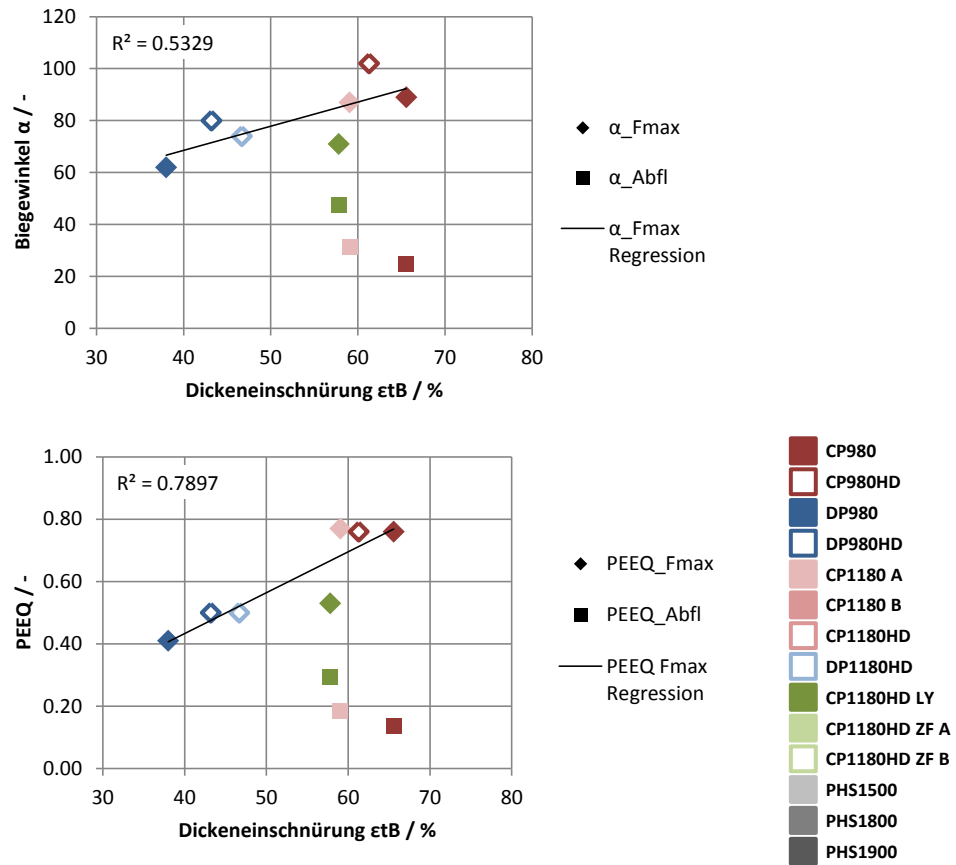 120
100
80
60
40
20
0
R² = 0.5329
Biegewinkel α / -
30 40 50 60 70 80
Dickeneinschnürung εtB / %
α_Fmax
α_Abfl
α_Fmax
Regression
1.00
0.80
0.60
0.40
0.20
0.00
R² = 0.7897
PEEQ / -
30 40 50 60 70 80
Dickeneinschnürung εtB / %
PEEQ_Fmax
PEEQ_Abfl
PEEQ Fmax
Regression
CP980
CP980HD
DP980
DP980HD
CP1180 A
CP1180 B
CP1180HD
DP1180HD
CP1180HD LY
CP1180HD ZF A
CP1180HD ZF B
PHS1500
PHS1800
PHS1900